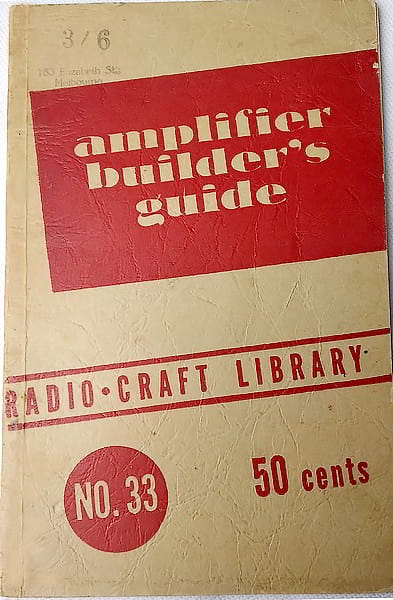 3/6
183 Elizabeth St.
Melbourne
amplifier
builder's
guide
RADIO·CRAFT LIBRARY
NO. 33
50 cents